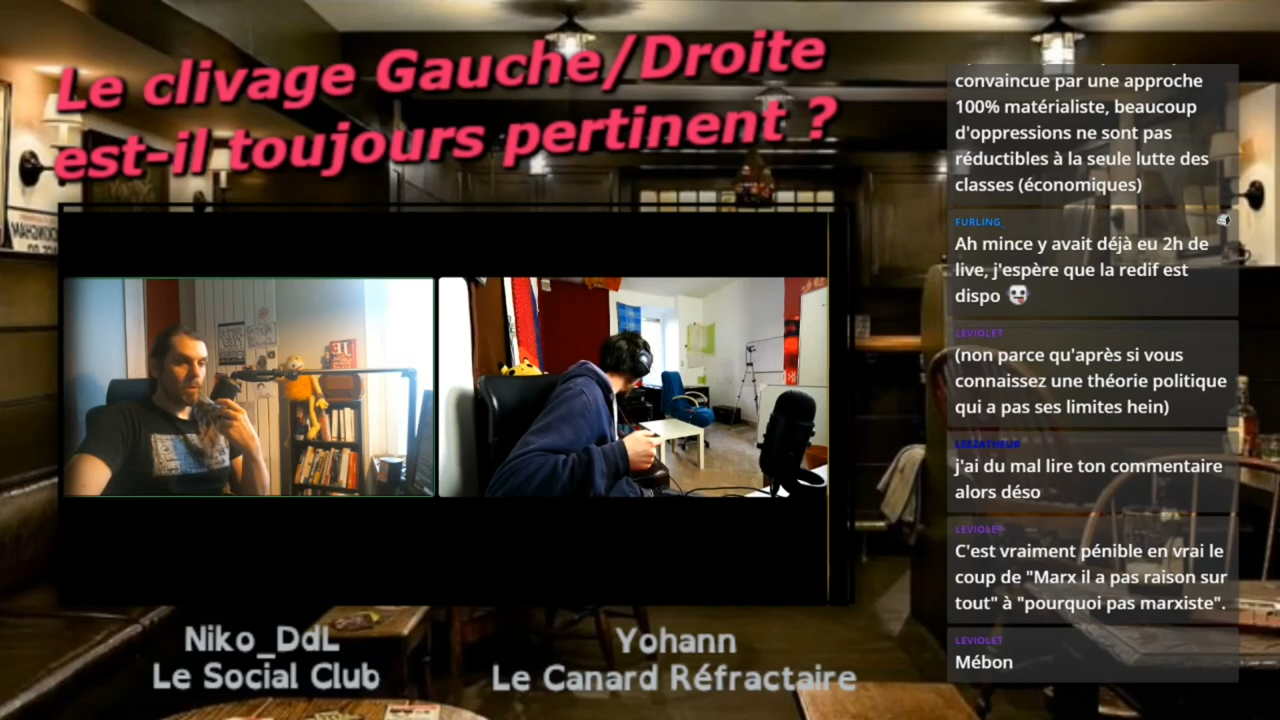 Le clivage Gauche/Droite
est-il toujours pertinent ?
convaincue par une approche
100% matérialiste, beaucoup
d'oppressions ne sont pas
réductibles à la seule lutte des
classes (économiques)
FURLING_
Ah mince y avait déjà eu 2h de
live, j'espère que la redif est
dispo
LEVIOLET
(non parce qu'après si vous
connaissez une théorie politique
qui a pas ses limites hein)
LEEZATHEUR
j'ai du mal lire ton commentaire
alors déso
LEVIOLET
C'est vraiment pénible en vrai le
coup de "Marx il a pas raison sur
tout" à "pourquoi pas marxiste".
LEVIOLET
Mébon
Niko_DdL
Le Social Club
Yohann
Le Canard Réfractaire